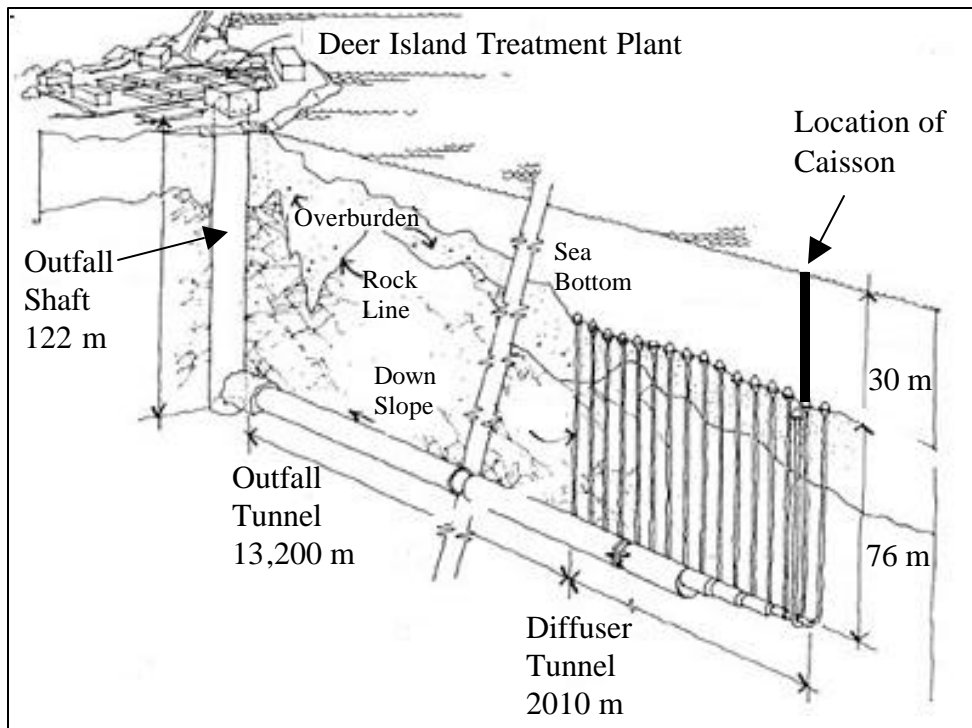 Deer Island Treatment Plant
Location of
Caisson
Overburden
Outfall
Shaft
122 m
Rock
Line
Sea
Bottom
30 m
Down
Slope
Outfall
Tunnel
13,200 m
76 m
Diffuser
Tunnel
2010 m